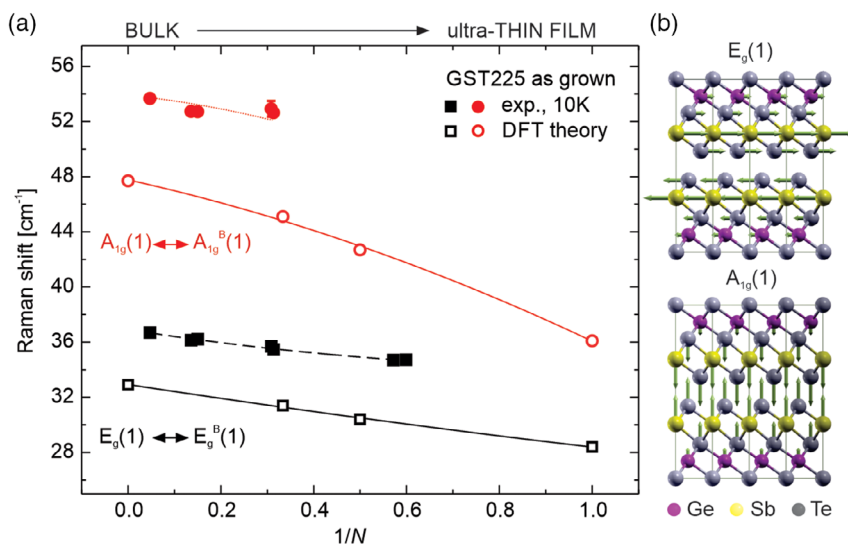 (a)
BULK
ultra-THIN FILM
GST225 as grown
exp., 10K
DFT theory
A1g(1) A1gB(1)
Eg(1) EgB(1)
Raman shift [cm-1]
56
52
48
44
40
36
32
28
0.0 0.2 0.4 0.6 0.8 1.0
1/N
(b)
Eg(1)
A1g(1)
Ge Sb Te